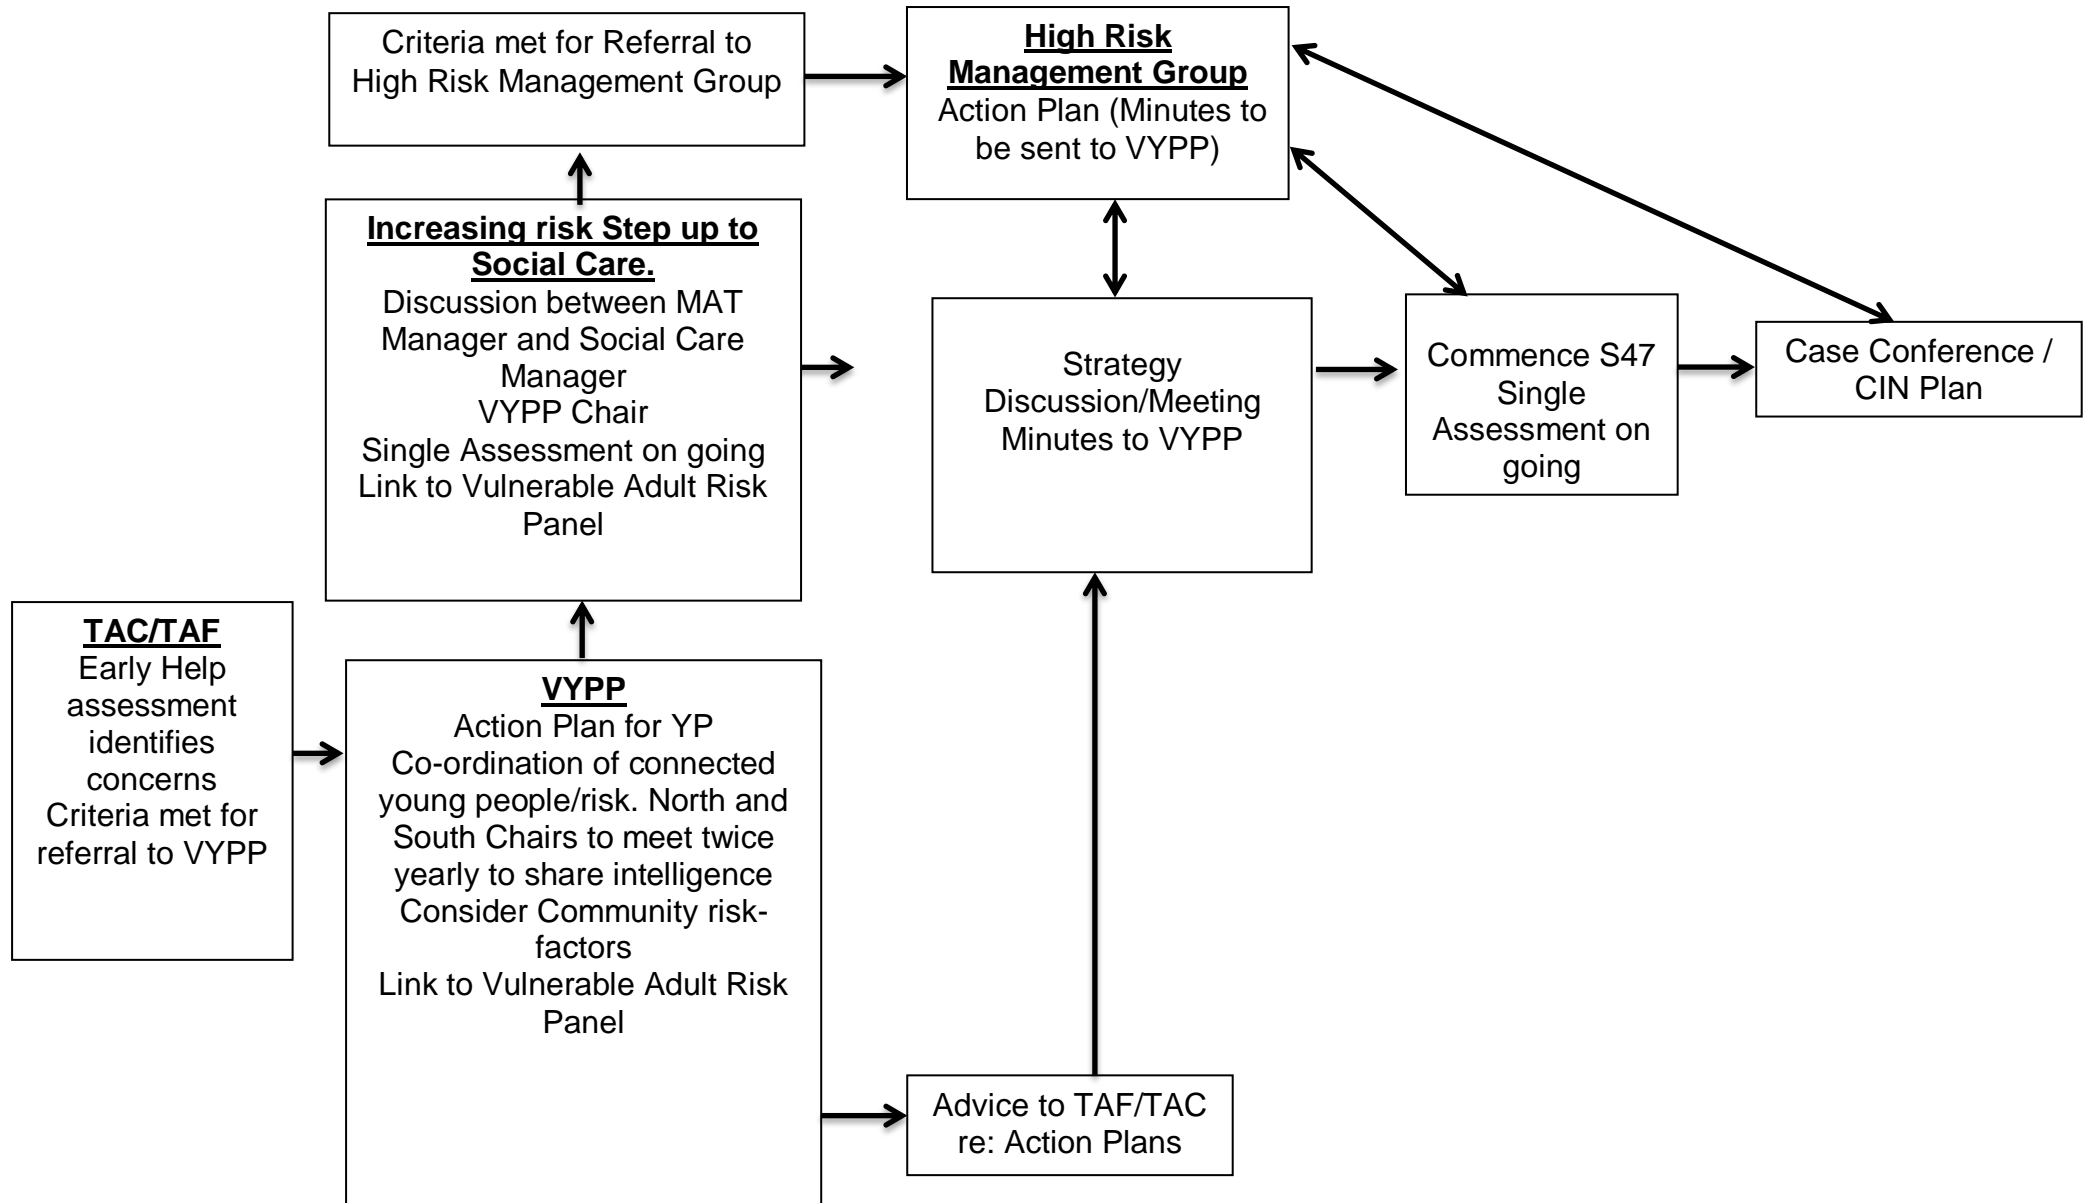 Criteria met for Referral to
High Risk Management Group
High Risk
Management Group
Action Plan (Minutes to
be sent to VYPP)
Increasing risk Step up to
Social Care.
Discussion between MAT
Manager and Social Care
Manager
VYPP Chair
Single Assessment on going
Link to Vulnerable Adult Risk
Panel
Strategy
Discussion/Meeting
Minutes to VYPP
Commence S47
Single
Assessment on
going
Case Conference /
CIN Plan
TAC/TAF
Early Help
assessment
identifies
concerns
Criteria met for
referral to VYPP
VYPP
Action Plan for YP
Co-ordination of connected
young people/risk. North and
South Chairs to meet twice
yearly to share intelligence
Consider Community risk-
factors
Link to Vulnerable Adult Risk
Panel
Advice to TAF/TAC
re: Action Plans